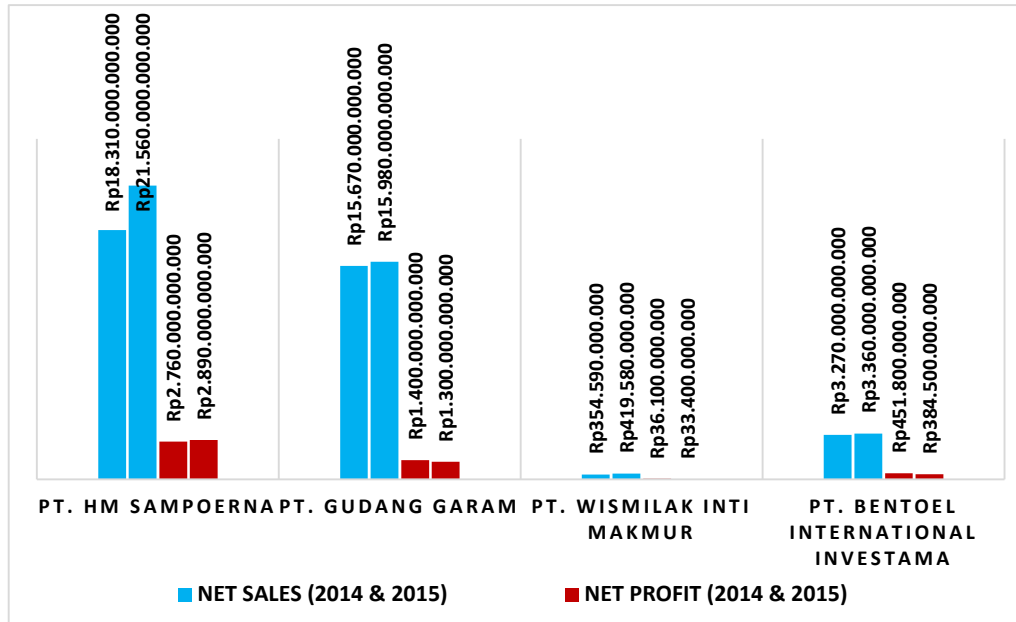 Rp18.310.000.000.000
Rp21.560.000.000.000
Rp2.760.000.000.000
Rp2.890.000.000.000
Rp15.670.000.000.000
Rp15.980.000.000.000
Rp1.400.000.000.000
Rp1.300.000.000.000
Rp354.590.000.000
Rp419.580.000.000
Rp36.100.000.000
Rp33.400.000.000
Rp3.270.000.000.000
Rp3.360.000.000.000
Rp451.800.000.000
Rp384.500.000.000
PT. HM SAMPOERNA
PT. GUDANG GARAM
PT. WISMILAK INTI
MAKMUR
PT. BENTOEL
INTERNATIONAL
INVESTAMA
NET SALES (2014 & 2015)
NET PROFIT (2014 & 2015)